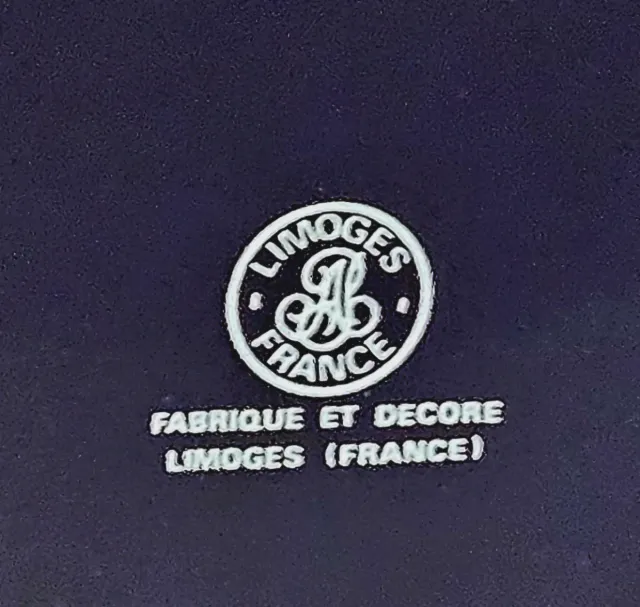 LIMOGES
FRANCE
FABRIQUE ET DECORE
LIMOGES (FRANCE)